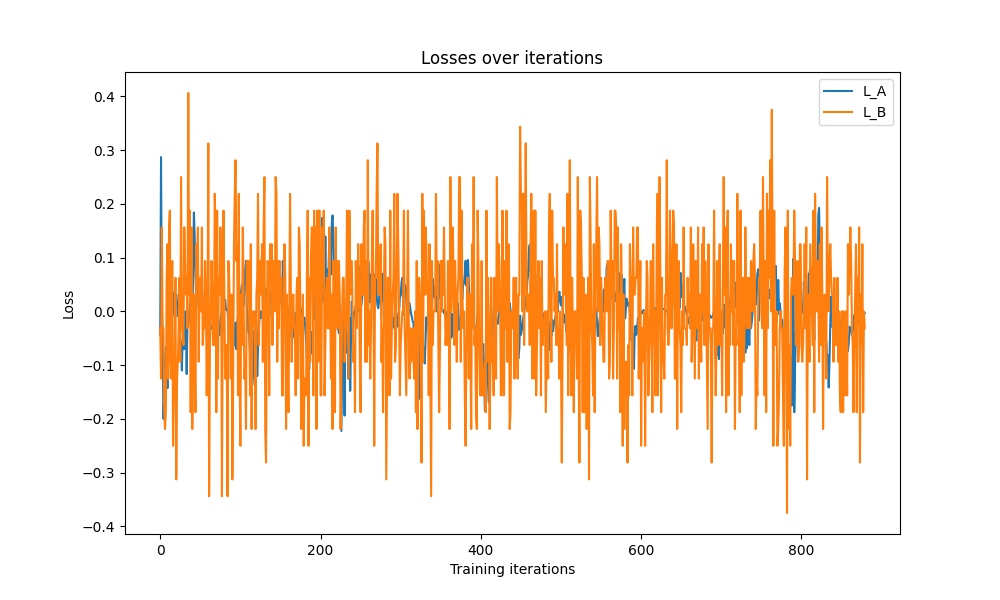 Losses over iterations
L_A
L_B
Loss
0.4
0.3
0.2
0.1
0.0
−0.1
−0.2
−0.3
−0.4
0 200 400 600 800
Training iterations